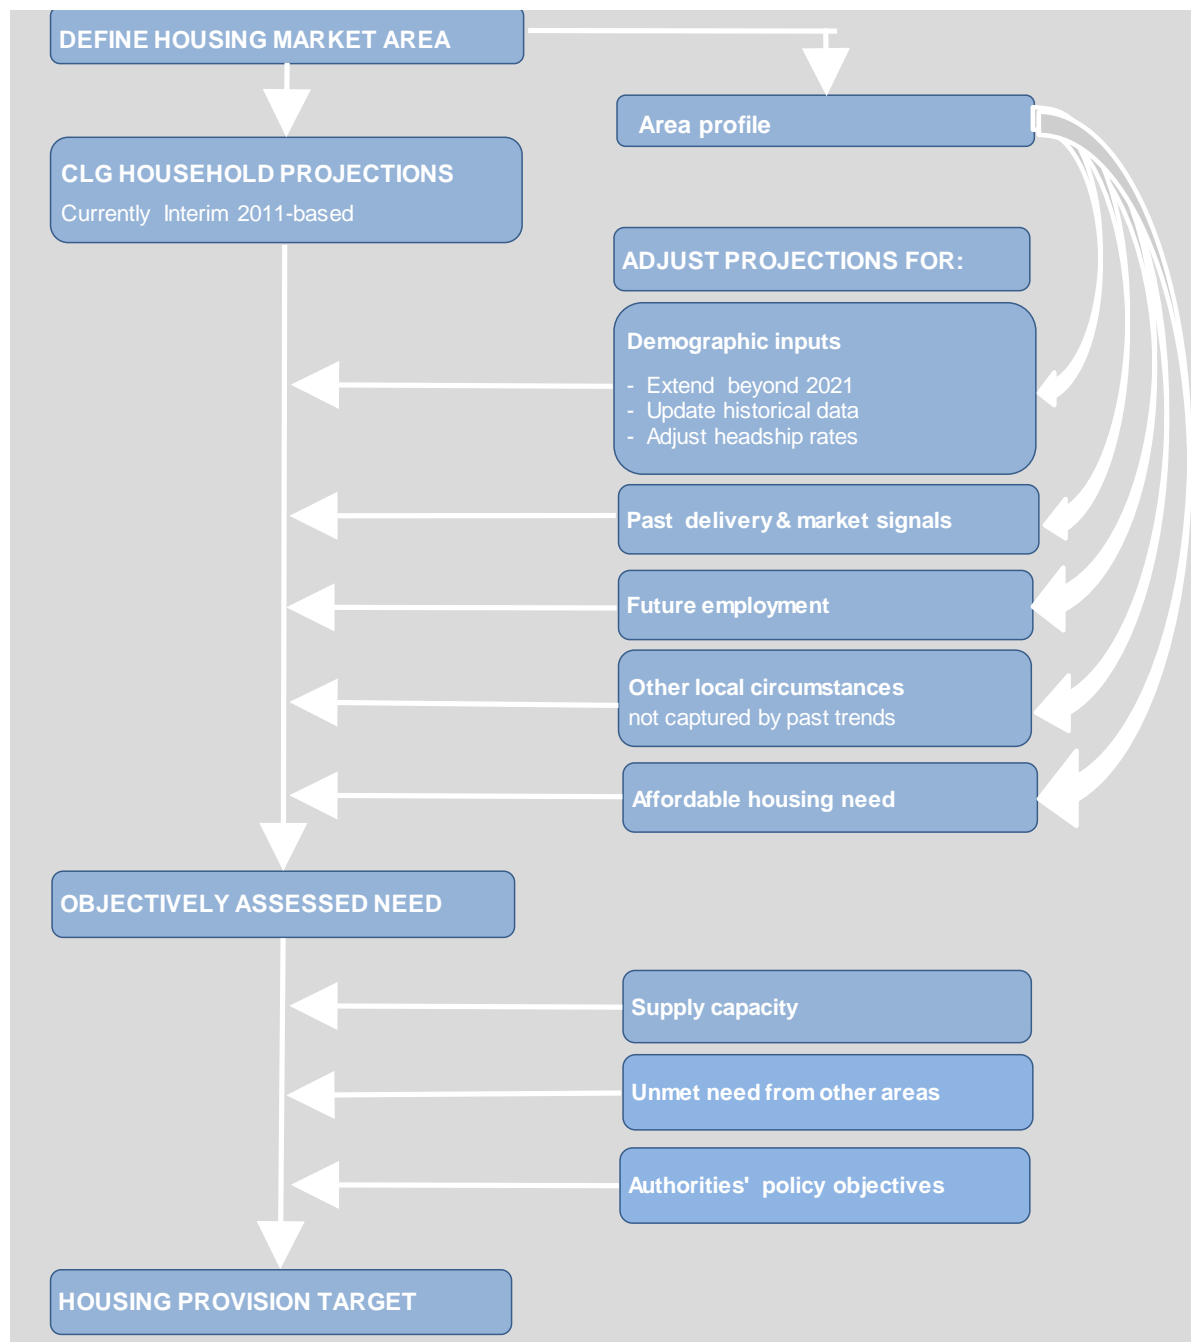 DEFINE HOUSING MARKET AREA
Area profile
CLG HOUSEHOLD PROJECTIONS
Currently Interim 2011-based
ADJUST PROJECTIONS FOR:
Demographic inputs
- Extend beyond 2021
- Update historical data
- Adjust headship rates
Past delivery & market signals
Future employment
Other local circumstances
not captured by past trends
Affordable housing need
OBJECTIVELY ASSESSED NEED
Supply capacity
Unmet need from other areas
Authorities' policy objectives
HOUSING PROVISION TARGET